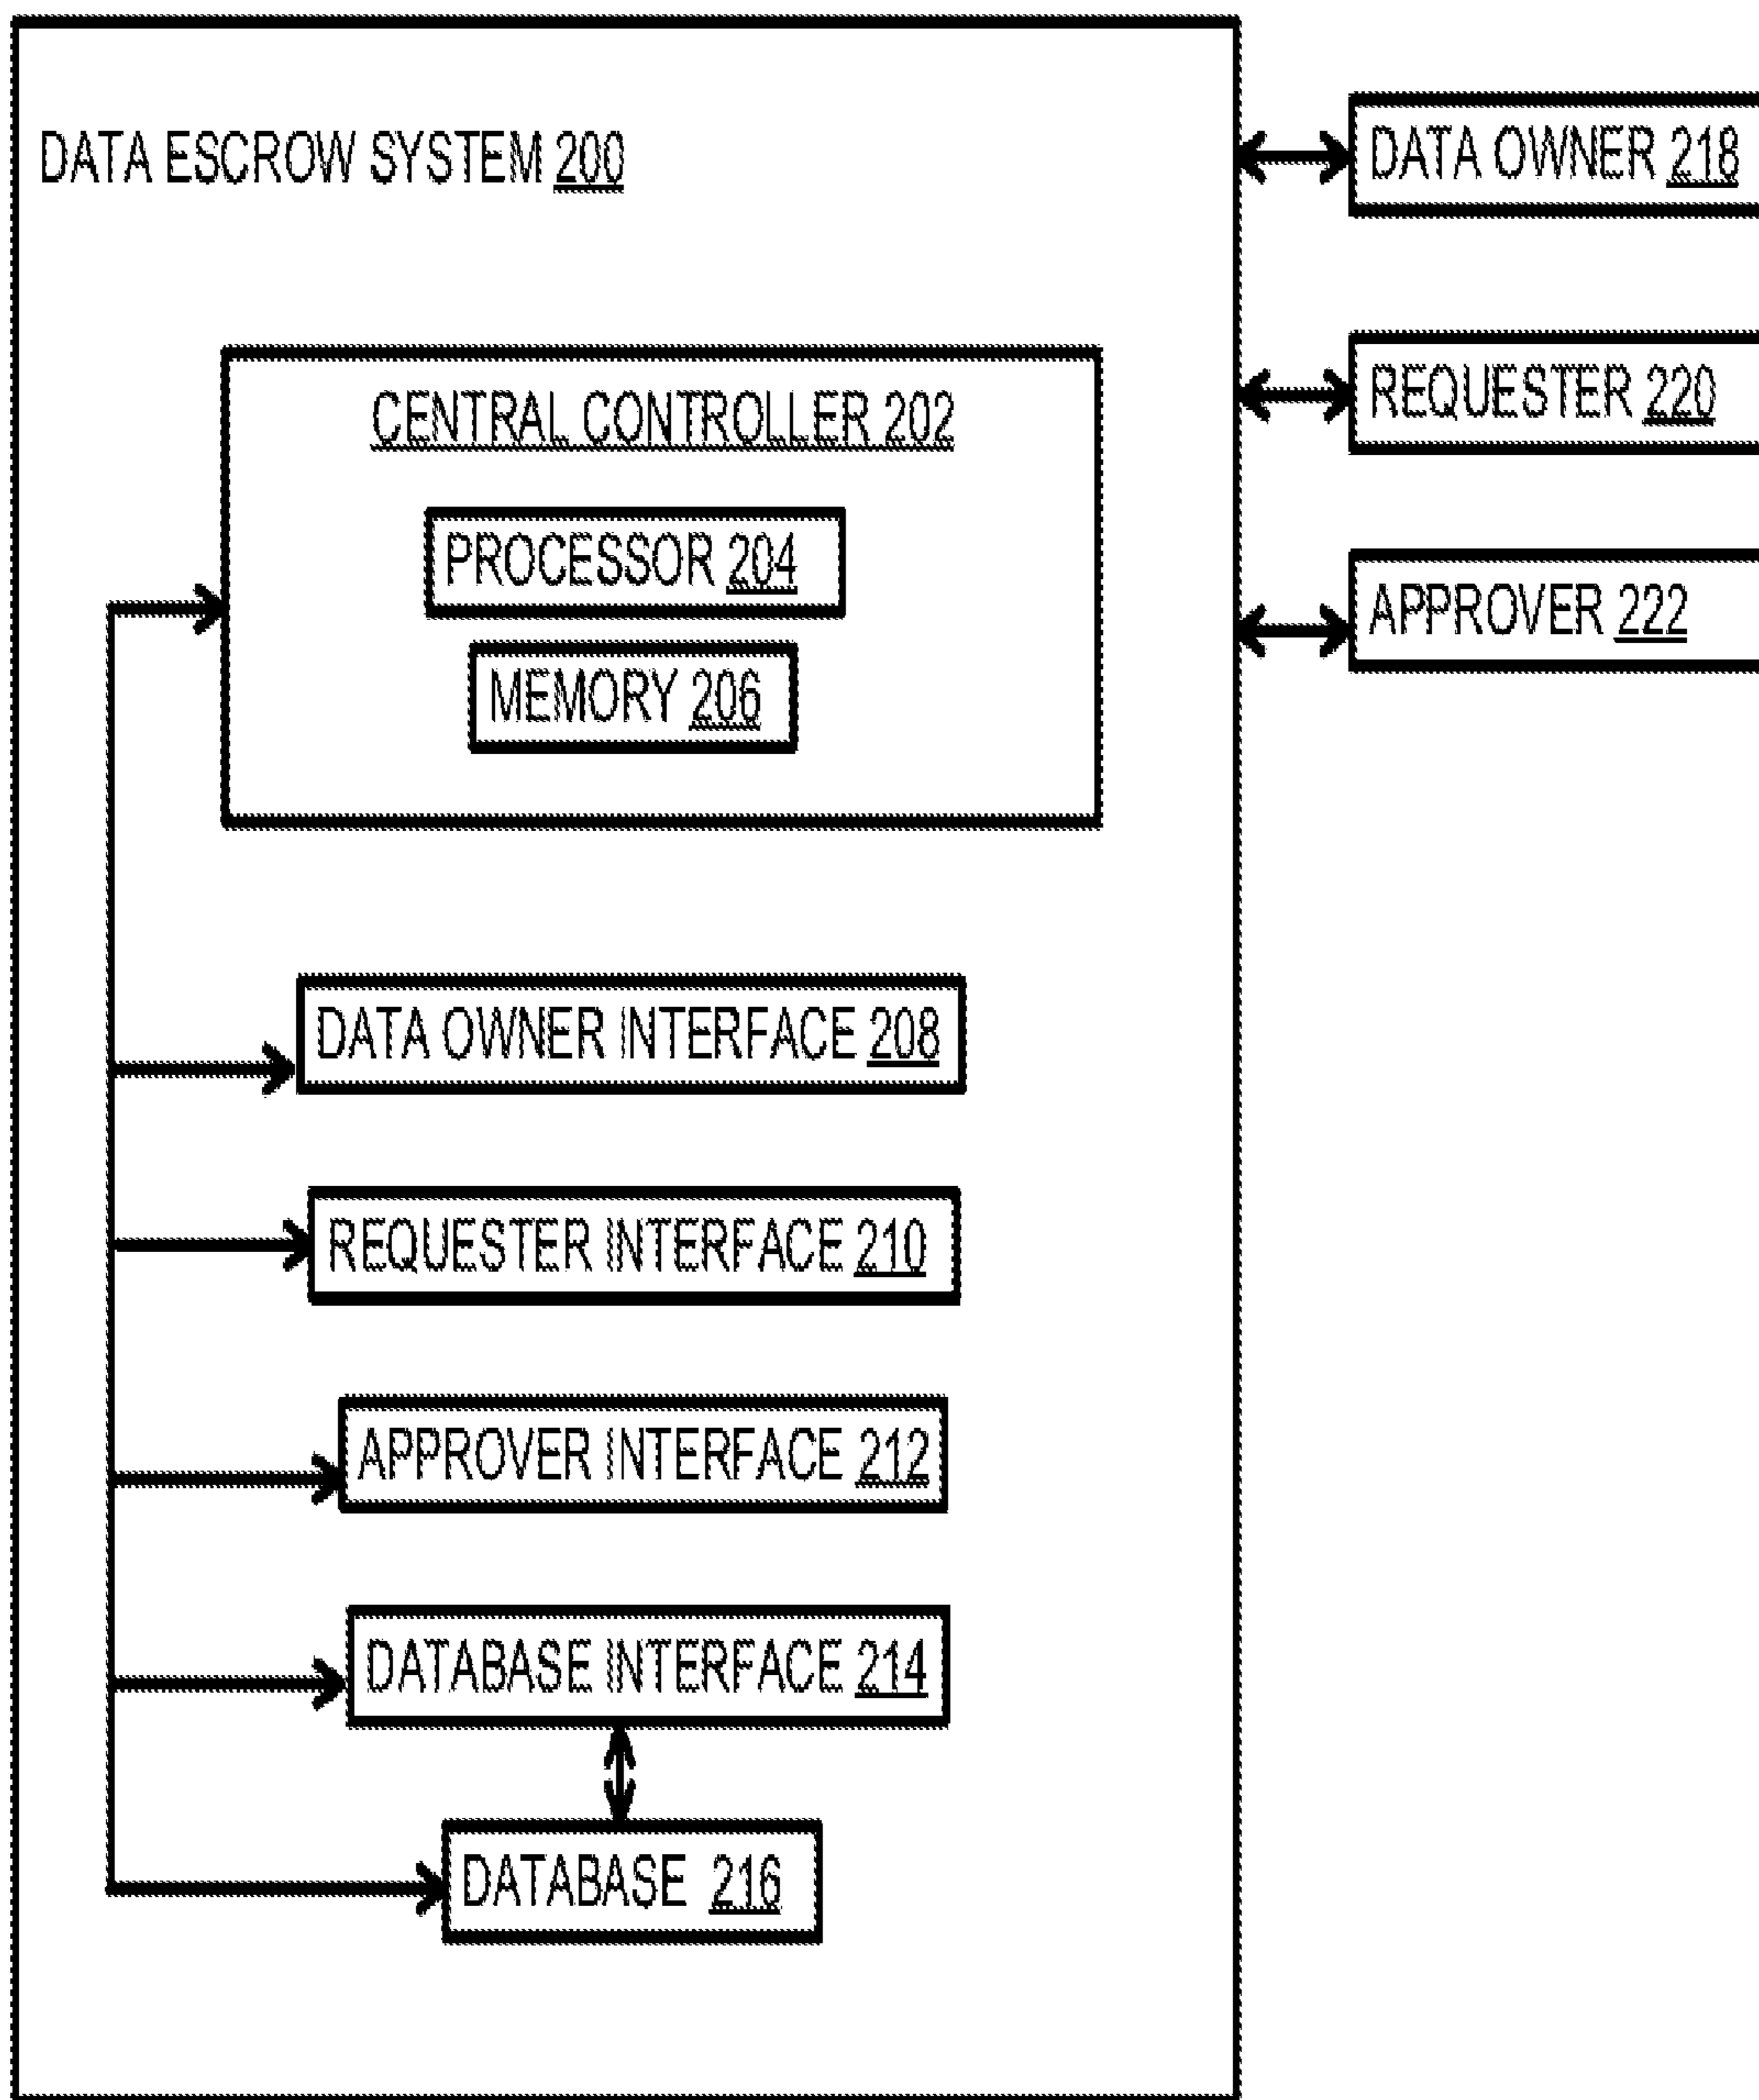 DATA ESCROW SYSTEM 200
CENTRAL CONTROLLER 202
PROCESSOR 204
MEMORY 206
DATA OWNER INTERFACE 208
REQUESTER INTERFACE 210
APPROVER INTERFACE 212
DATABASE INTERFACE 214
DATABASE 216
DATA OWNER 218
REQUESTER 220
APPROVER 222